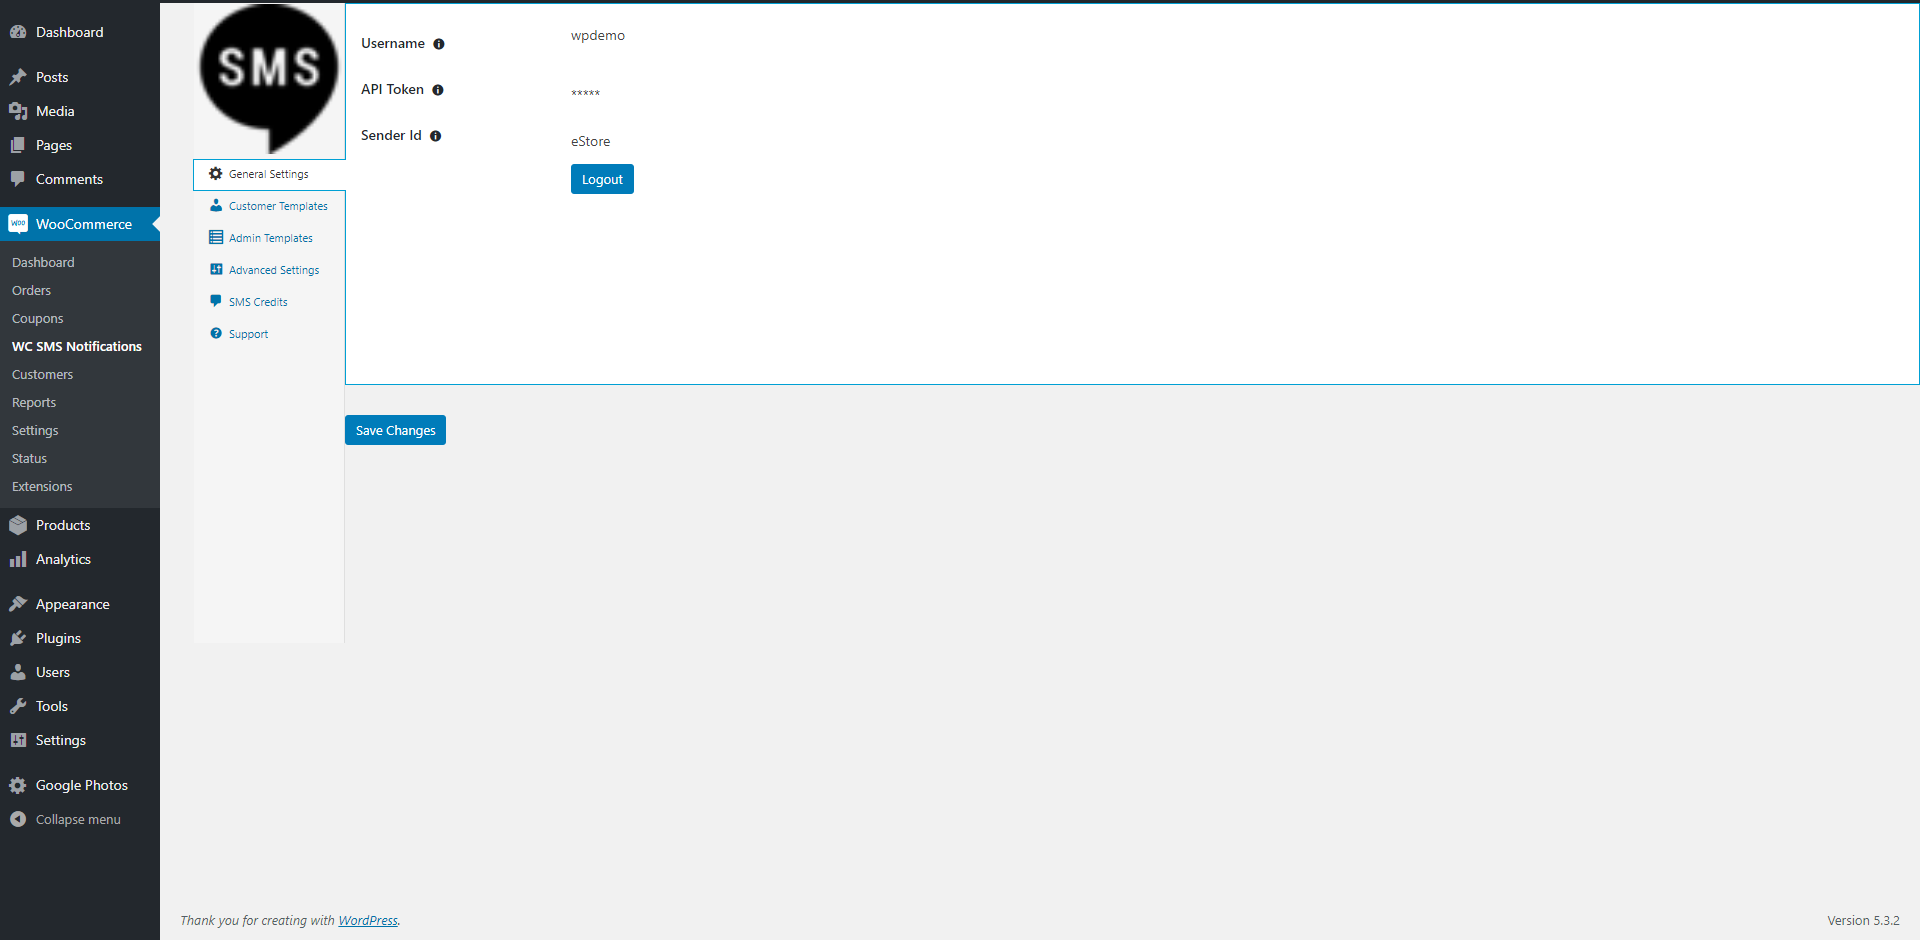 Dashboard
Posts
Media
Pages
Comments
WooCommerce
Dashboard
Orders
Coupons
WC SMS Notifications
Customers
Reports
Settings
Status
Extensions
Products
Analytics
Appearance
Plugins
Users
Tools
Settings
Google Photos
Collapse menu
SMS
General Settings
Customer Templates
Admin Templates
Advanced Settings
SMS Credits
Support
Username wpdemo
API Token *****
Sender Id eStore
Logout
Save Changes
Thank you for creating with WordPress.
Version 5.3.2